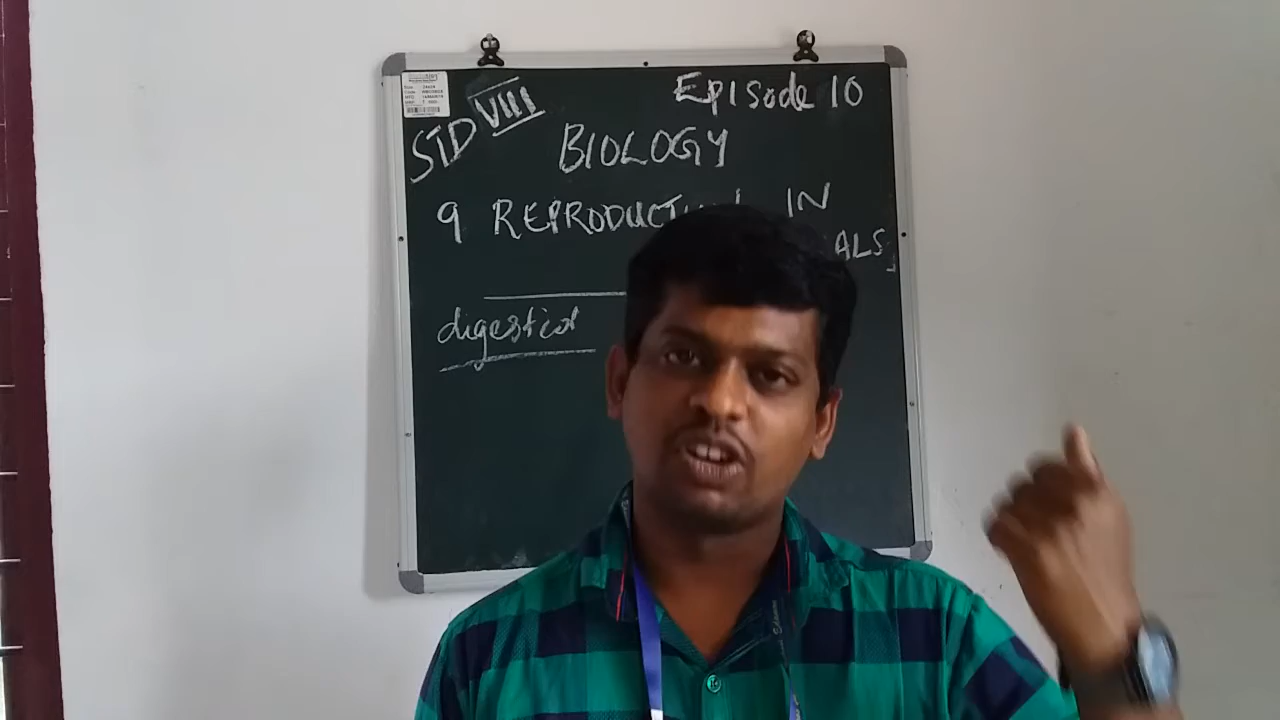 Episode 10
STD VIII
BIOLOGY
9 REPRODUCT IN
ALS
digestion